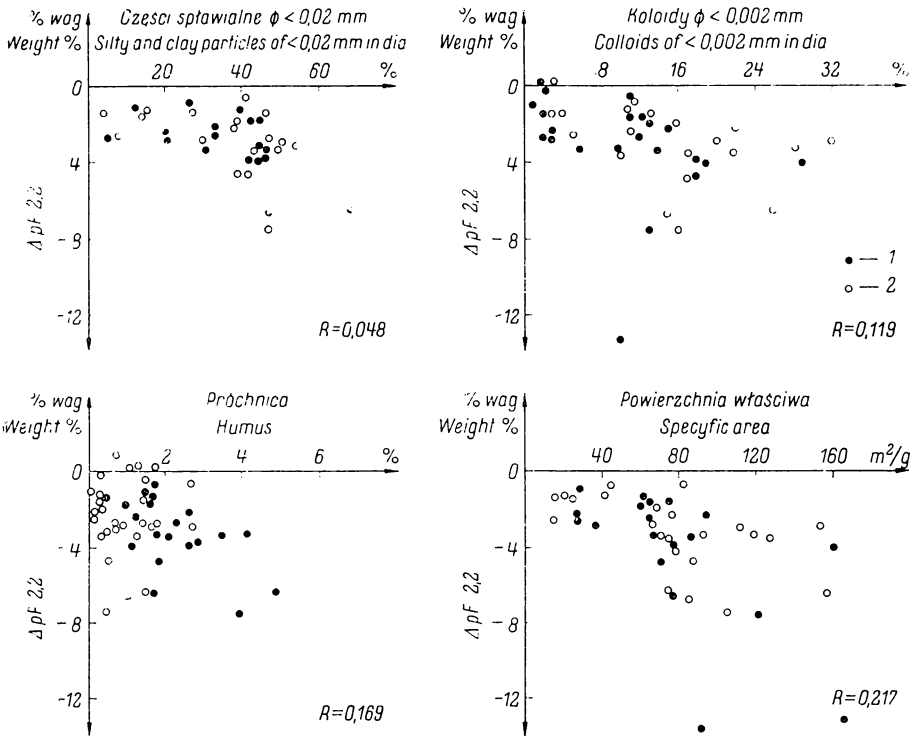 % wag
Weight %
Części spławialne ϕ < 0,02 mm
Silty and clay particles of < 0,02 mm in dia
20 40 60 %
0
4
-8
-12
Δ pF 2,2
R=0,048
% wag
Weight %
Koloidy ϕ < 0,002 mm
Colloids of < 0,002 mm in dia
8 16 24 32 %
0
-4
-8
-12
Δ pF 2,2
● — 1
○ — 2
R=0,119
% wag
Weight %
Próchnica
Humus
2 4 6 %
0
-4
-8
-12
Δ pF 2,2
R=0,169
% wag
Weight %
Powierzchnia właściwa
Specyfic area
40 80 120 160 m²/g
0
-4
-8
-12
Δ pF 2,2
R=0,217